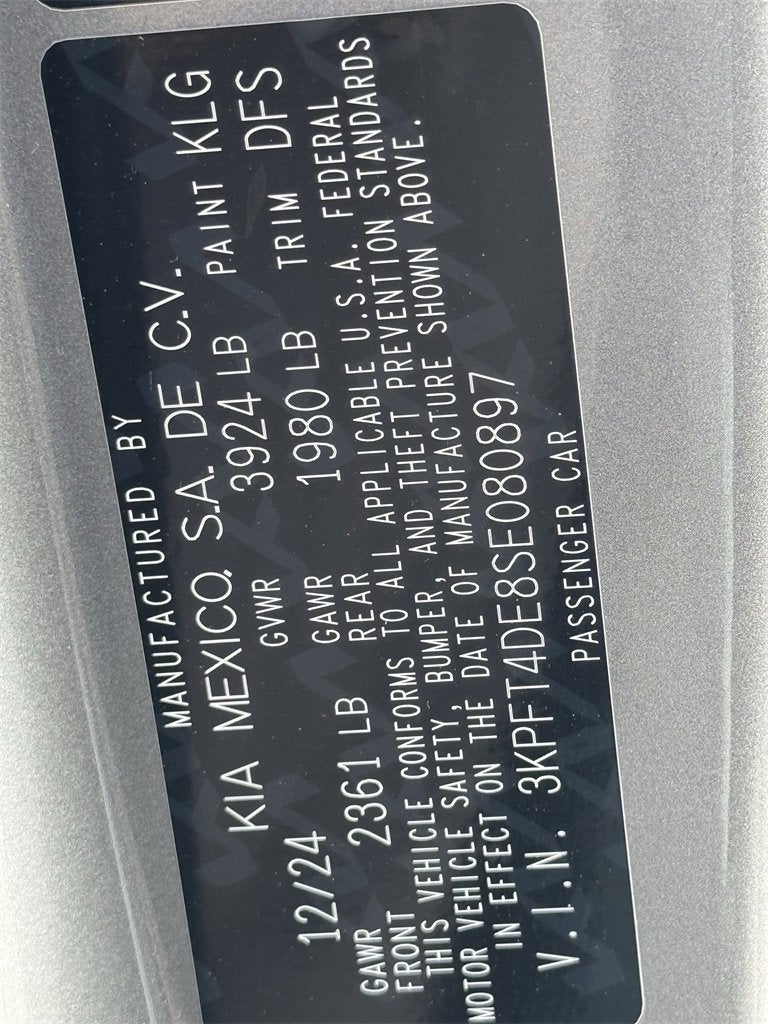 MANUFACTURED BY
KIA MEXICO, S.A. DE C.V.
12/24 GVWR 3924 LB PAINT KLG
GAWR FRONT 2361 LB GAWR REAR 1980 LB TRIM DFS
THIS VEHICLE CONFORMS TO ALL APPLICABLE U.S.A. FEDERAL
MOTOR VEHICLE SAFETY, BUMPER, AND THEFT PREVENTION STANDARDS
IN EFFECT ON THE DATE OF MANUFACTURE SHOWN ABOVE.
V.I.N. 3KPFT4DE8SE080897
PASSENGER CAR